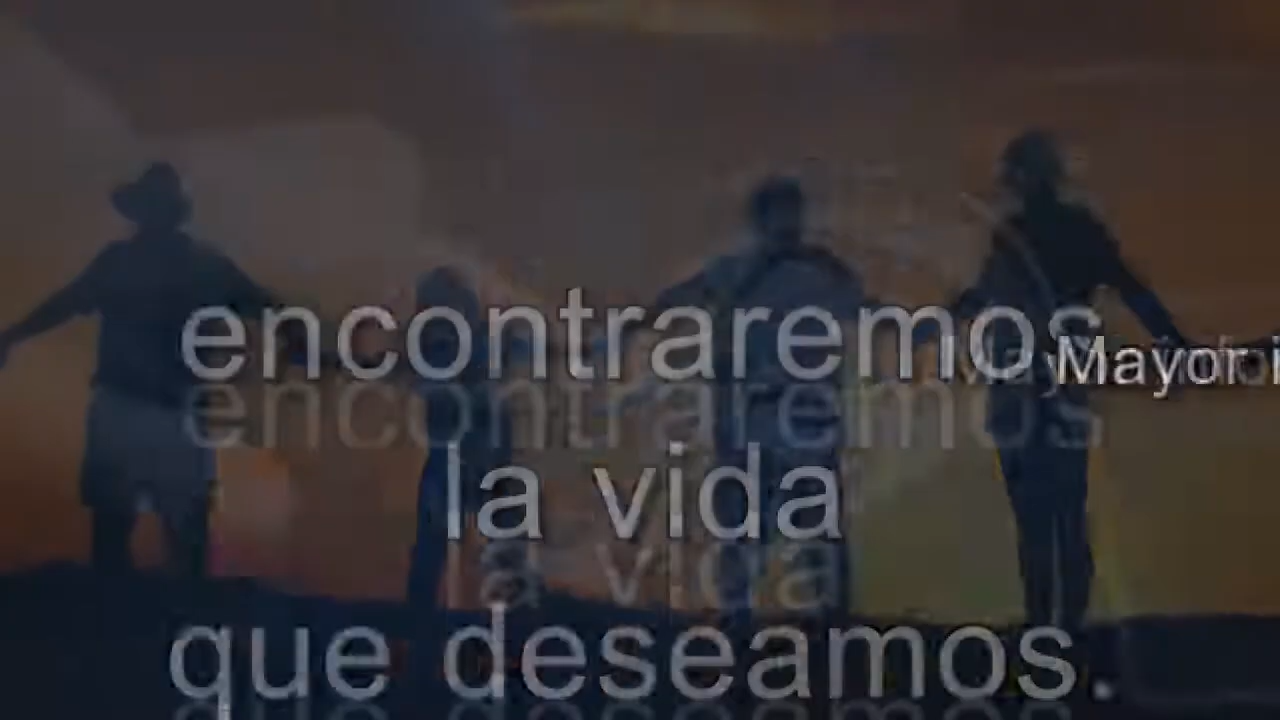 encontraremos
Mayor
la vida
que deseamos.